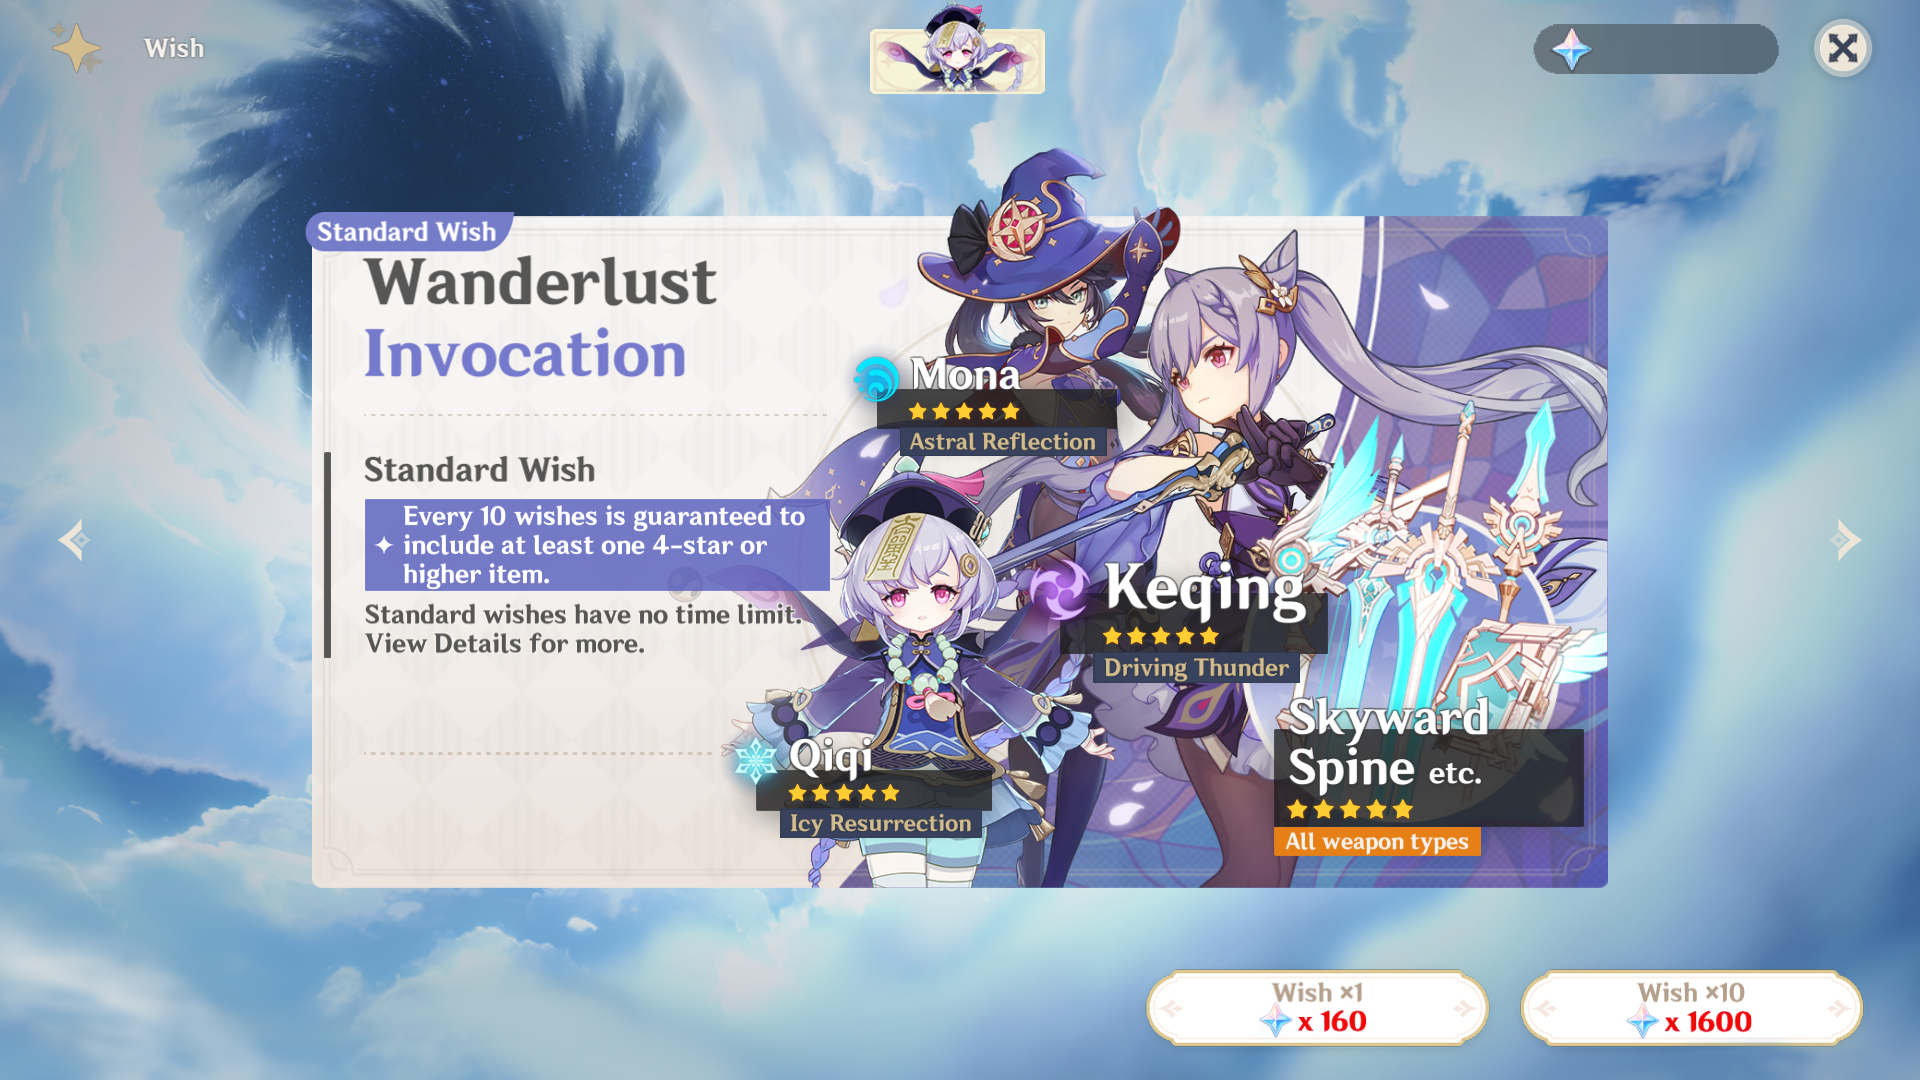 Wish
Standard Wish
Wanderlust
Invocation
Standard Wish
Every 10 wishes is guaranteed to
include at least one 4-star or
higher item.
Standard wishes have no time limit.
View Details for more.
Mona
Astral Reflection
Keqing
Driving Thunder
Qiqi
Icy Resurrection
Skyward
Spine etc.
All weapon types
Wish ×1
x 160
Wish ×10
x 1600